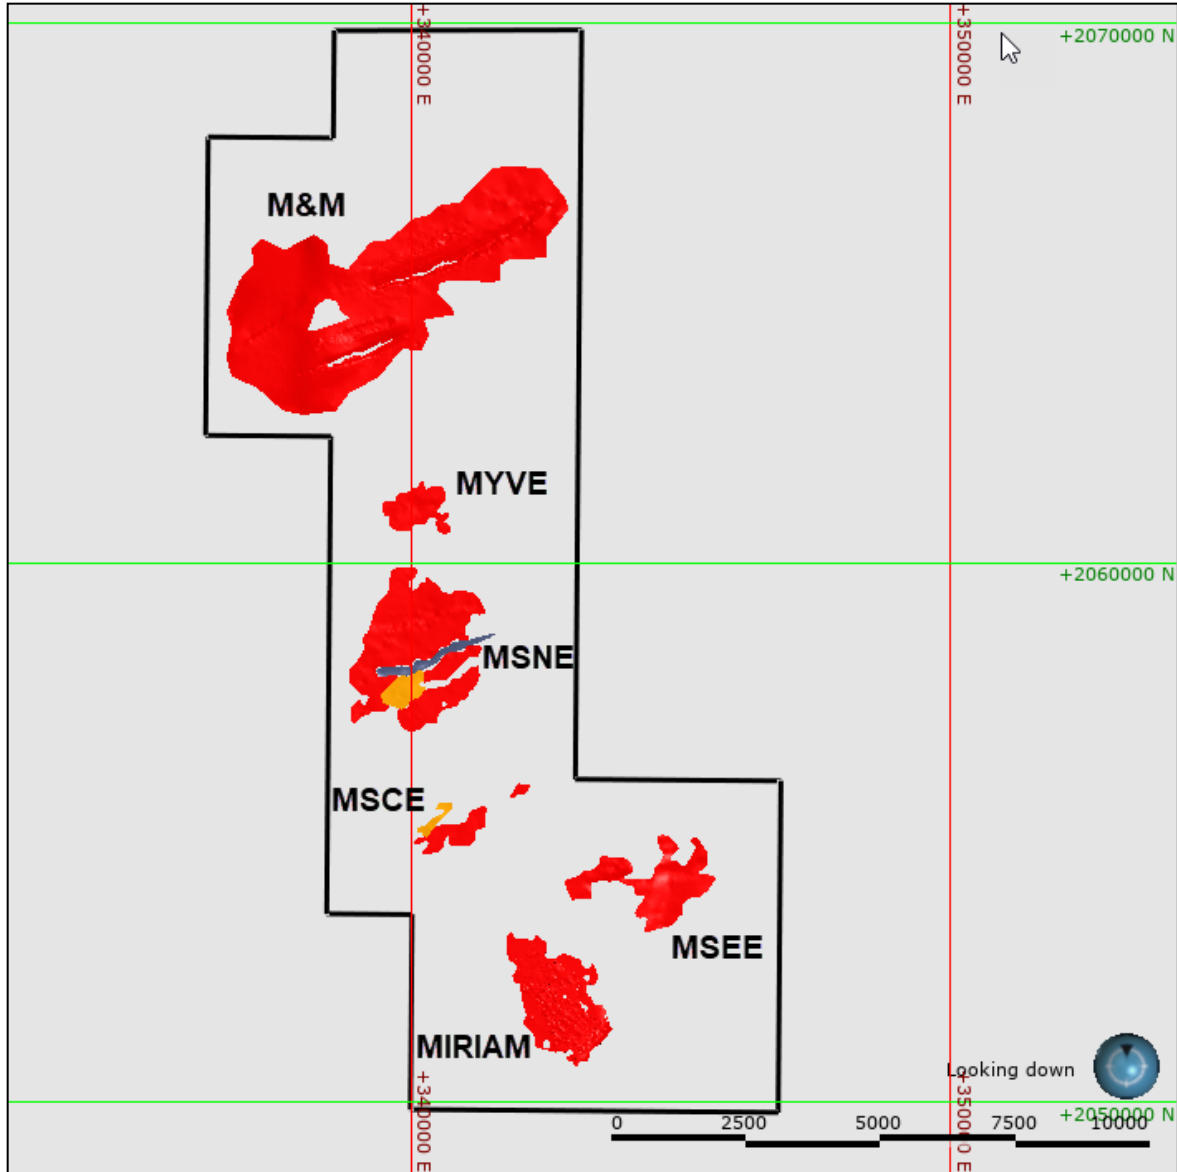 +340000 E
+350000 E
+2070000 N
M&M
MYVE
+2060000 N
MSNE
MSCE
MSEE
MIRIAM
Looking down
+340000 E
+350000 E
+2050000 N
0 2500 5000 7500 10000